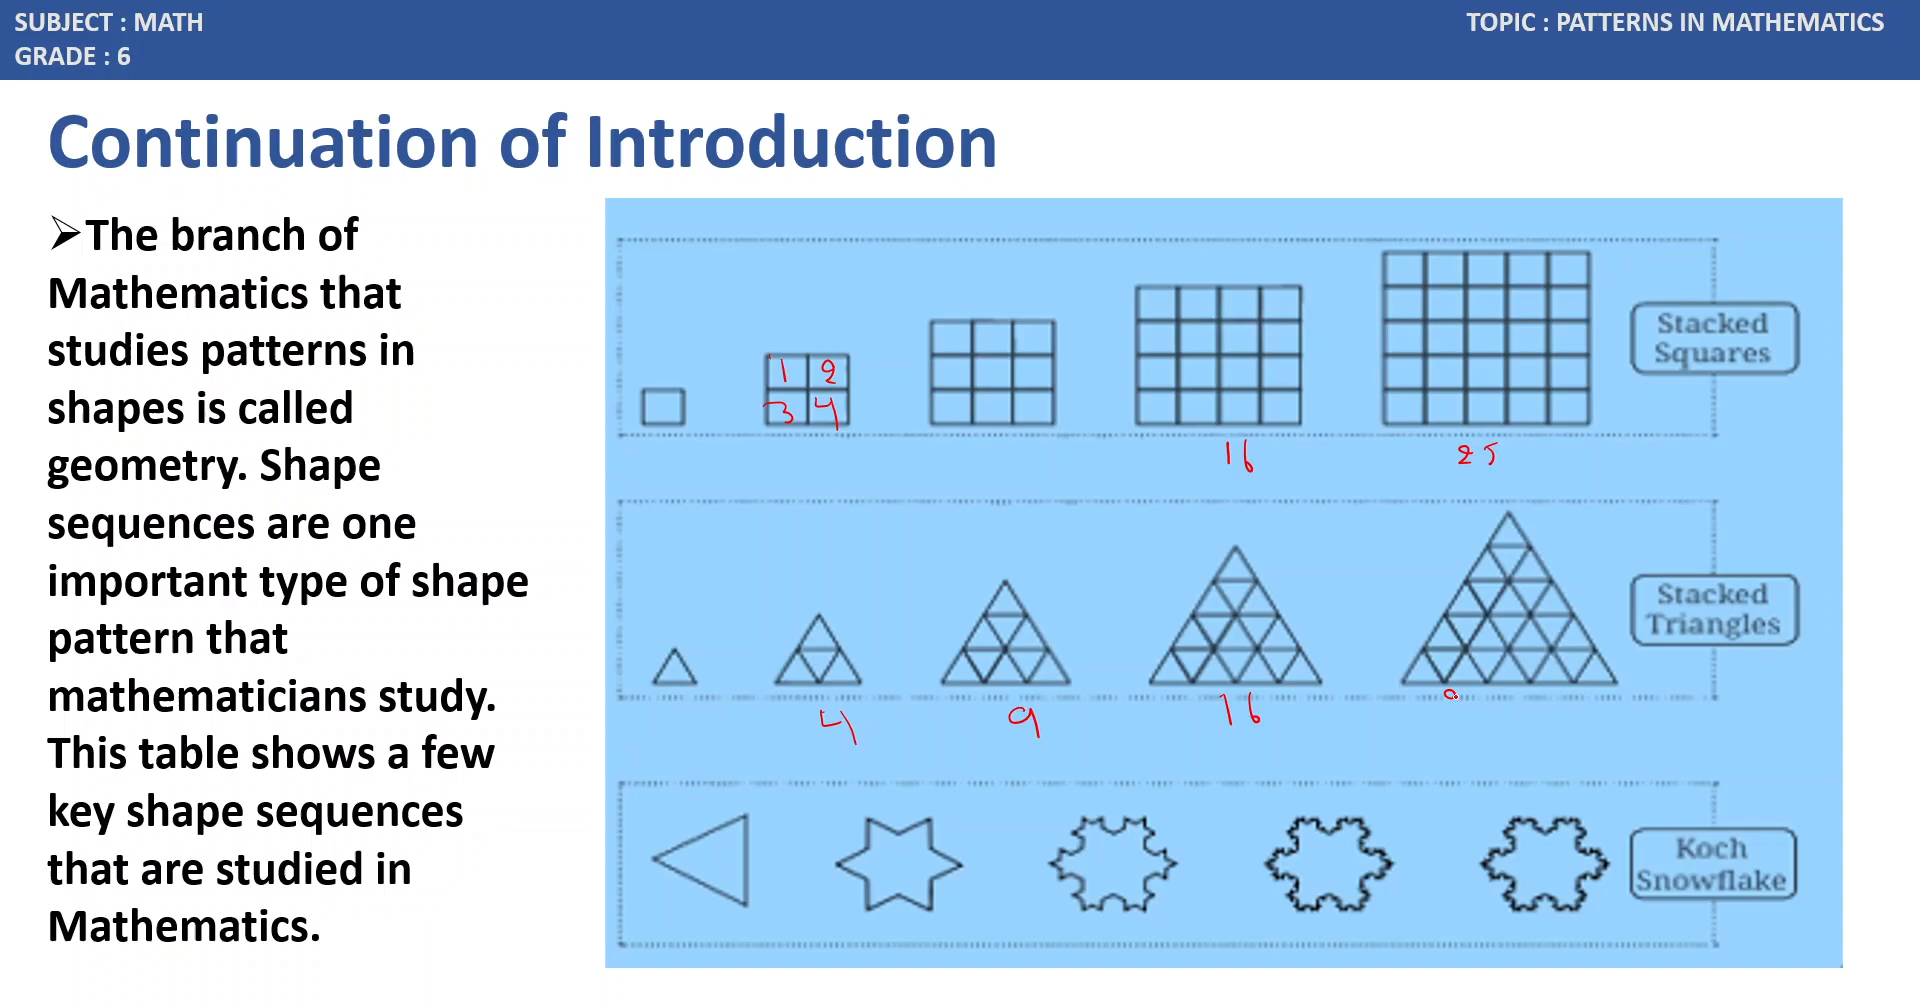 SUBJECT : MATH
GRADE : 6
TOPIC : PATTERNS IN MATHEMATICS
Continuation of Introduction
➢The branch of
Mathematics that
studies patterns in
shapes is called
geometry. Shape
sequences are one
important type of shape
pattern that
mathematicians study.
This table shows a few
key shape sequences
that are studied in
Mathematics.
1 2
3 4
16
25
Stacked
Squares
4
9
16
Stacked
Triangles
Koch
Snowflake